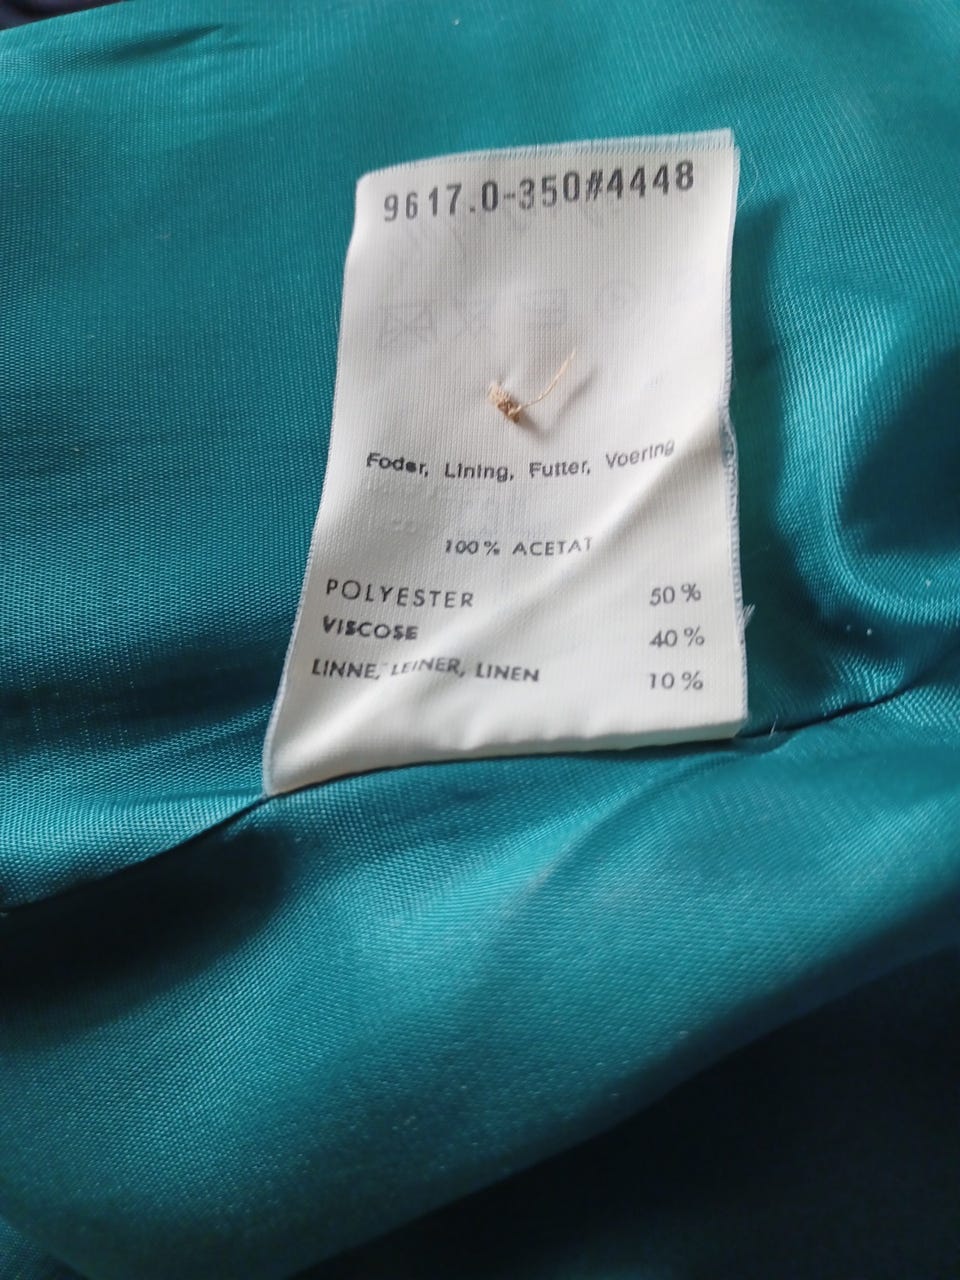 9617.0-350#4448
Foder, Lining, Futter, Voering
100% ACETAT
POLYESTER 50%
VISCOSE 40%
LINNE, LEINER, LINEN 10%